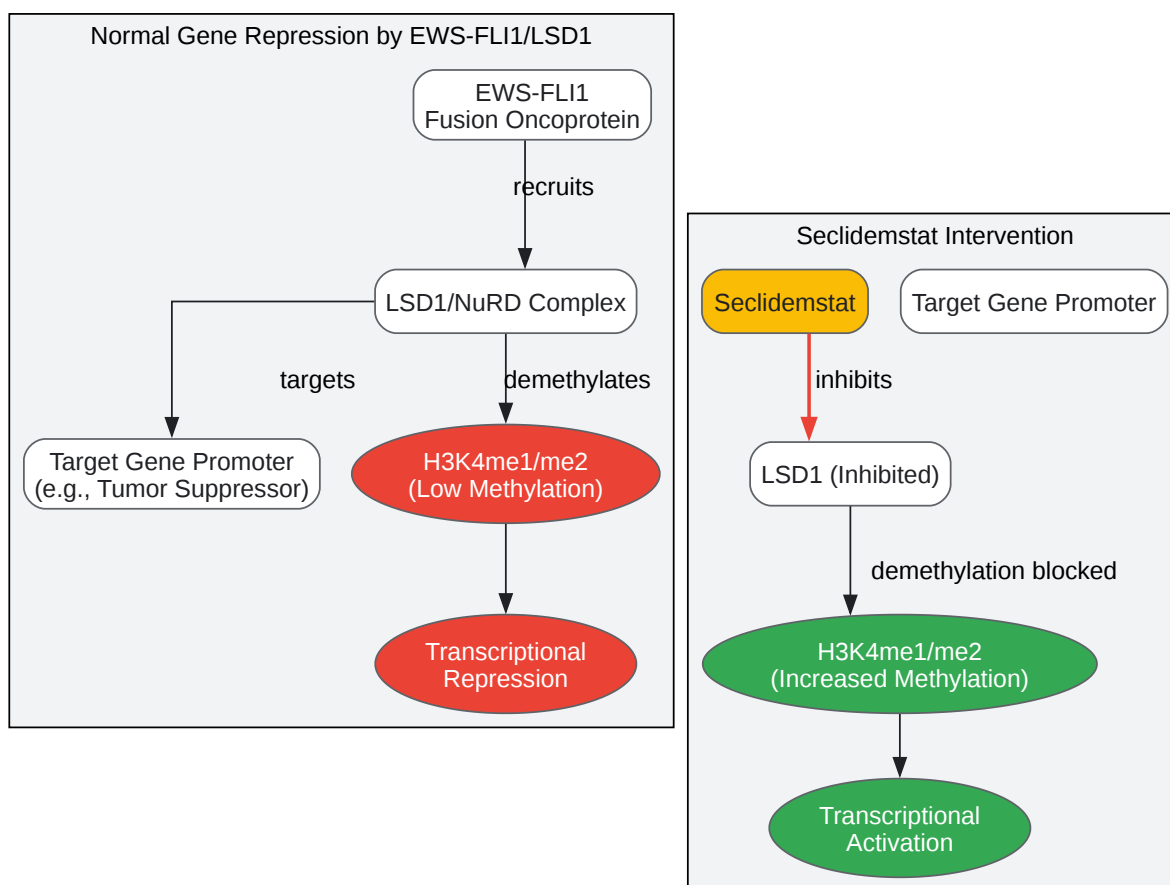 Normal Gene Repression by EWS-FLI1/LSD1
EWS-FLI1
Fusion Oncoprotein
recruits
LSD1/NuRD Complex
targets
demethylates
Target Gene Promoter
(e.g., Tumor Suppressor)
H3K4me1/me2
(Low Methylation)
Transcriptional
Repression
Seclidemstat Intervention
Seclidemstat
Target Gene Promoter
inhibits
LSD1 (Inhibited)
demethylation blocked
H3K4me1/me2
(Increased Methylation)
Transcriptional
Activation